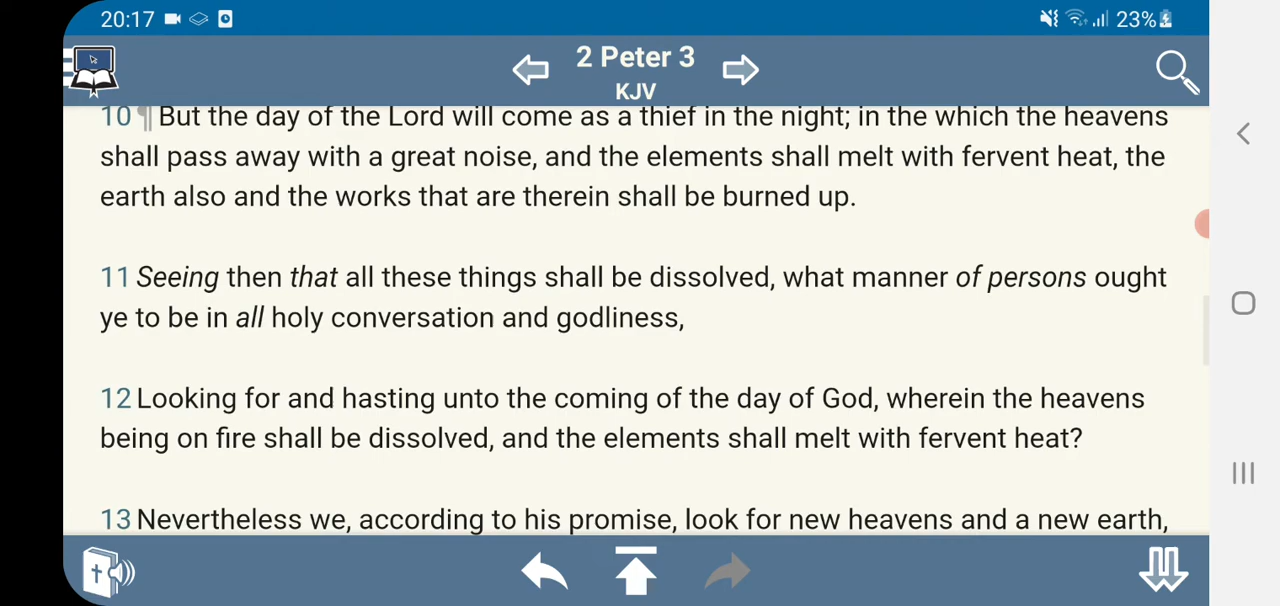 20:17 23%
2 Peter 3
KJV
10 ¶ But the day of the Lord will come as a thief in the night; in the which the heavens
shall pass away with a great noise, and the elements shall melt with fervent heat, the
earth also and the works that are therein shall be burned up.
11 Seeing then that all these things shall be dissolved, what manner of persons ought
ye to be in all holy conversation and godliness,
12 Looking for and hasting unto the coming of the day of God, wherein the heavens
being on fire shall be dissolved, and the elements shall melt with fervent heat?
13 Nevertheless we, according to his promise, look for new heavens and a new earth,